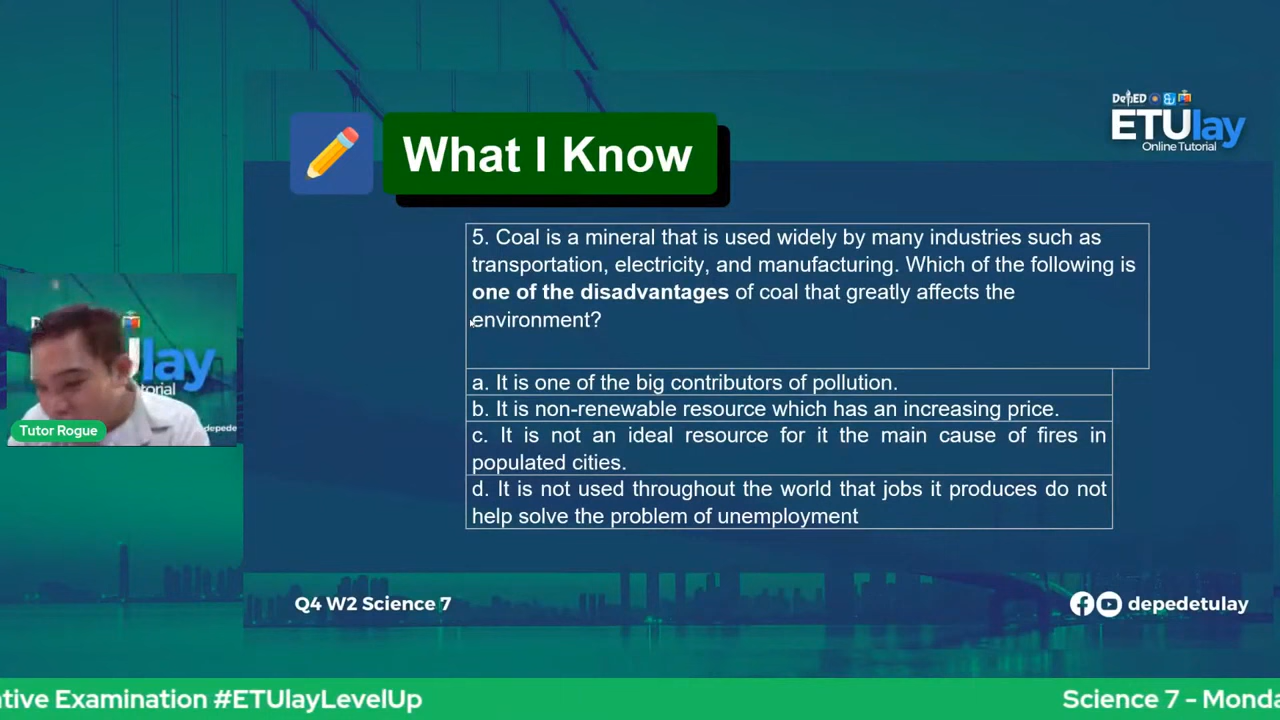 What I Know
DepED
ETUlay
Online Tutorial
5. Coal is a mineral that is used widely by many industries such as
transportation, electricity, and manufacturing. Which of the following is
one of the disadvantages of coal that greatly affects the
environment?
a. It is one of the big contributors of pollution.
b. It is non-renewable resource which has an increasing price.
c. It is not an ideal resource for it the main cause of fires in
populated cities.
d. It is not used throughout the world that jobs it produces do not
help solve the problem of unemployment
Tutor Rogue
Q4 W2 Science 7
depedetulay
Examination #ETUlayLevelUp
Science 7 -